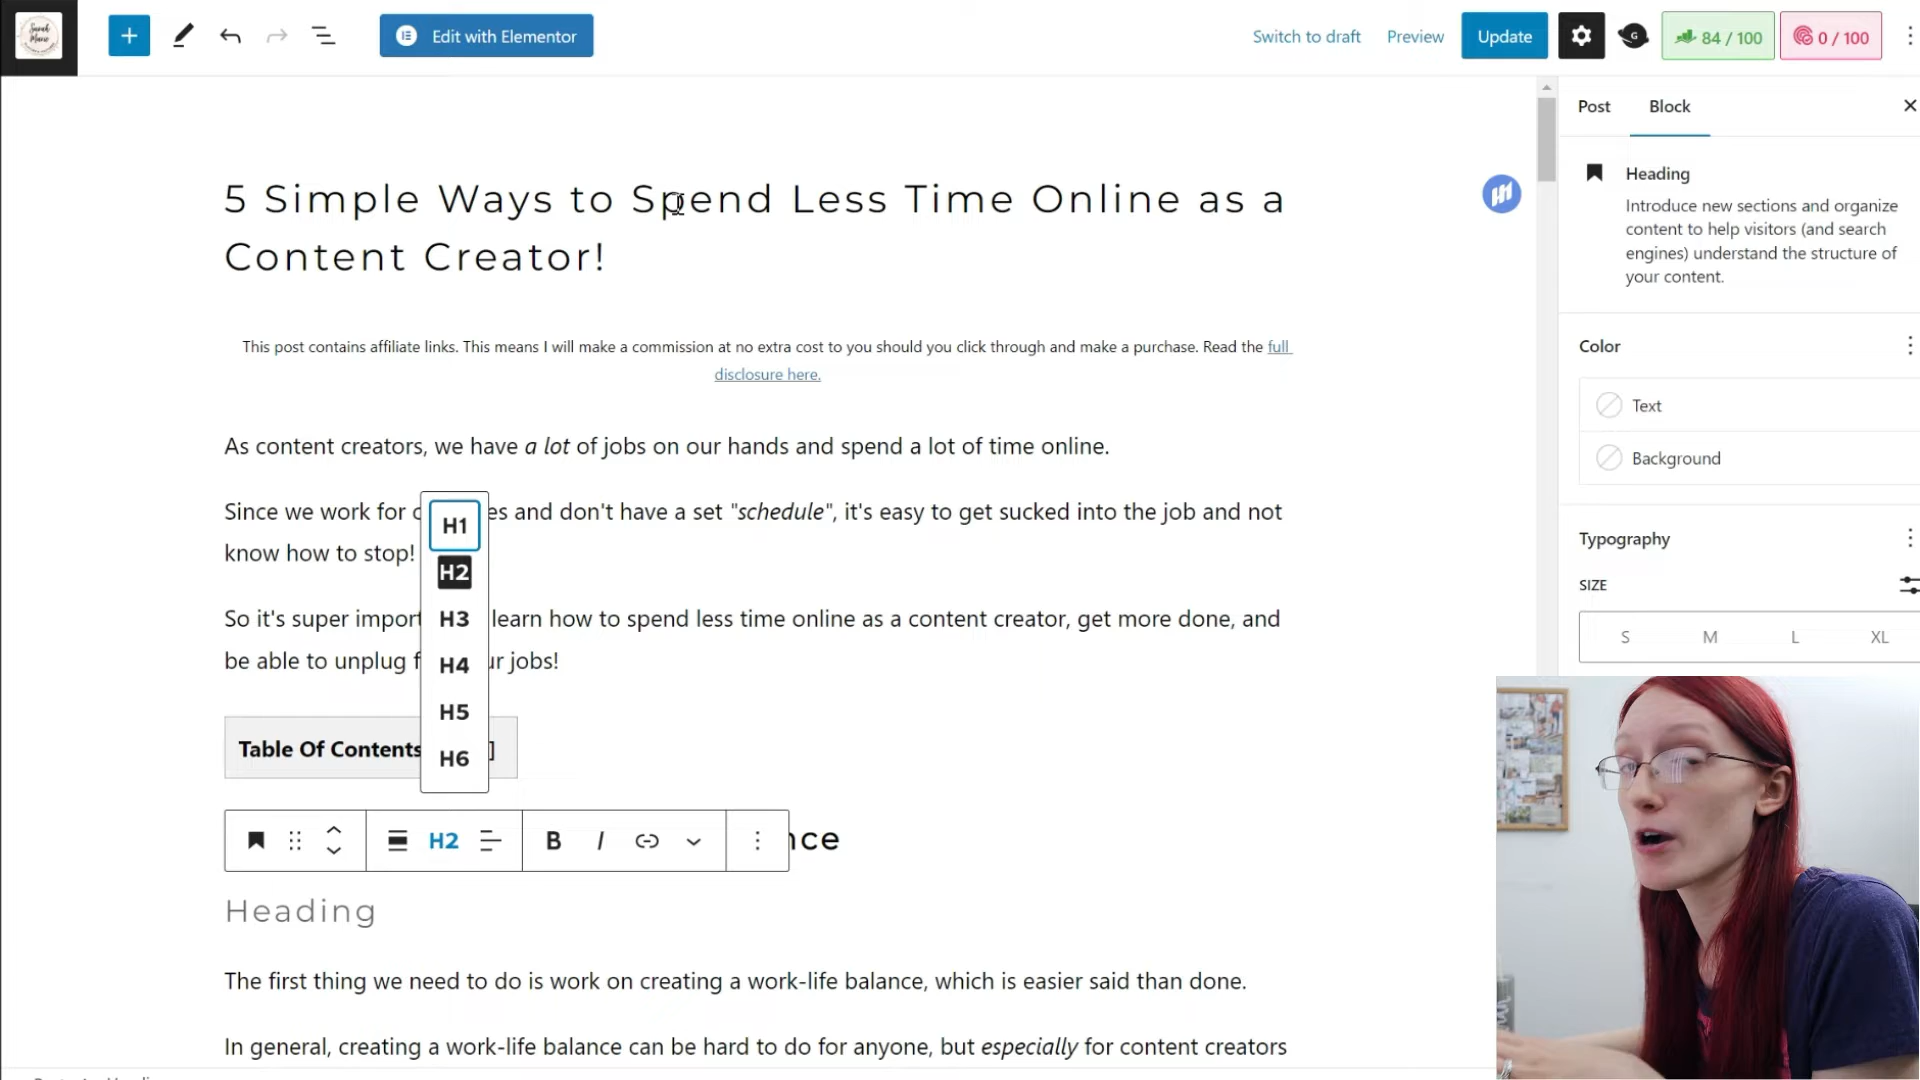 Sarah
Marie
Edit with Elementor
Switch to draft
Preview
Update
G
84 / 100
0 / 100
Post
Block
Heading
Introduce new sections and organize
content to help visitors (and search
engines) understand the structure of
your content.
Color
Text
Background
Typography
SIZE
S M L XL
5 Simple Ways to Spend Less Time Online as a
Content Creator!
This post contains affiliate links. This means I will make a commission at no extra cost to you should you click through and make a purchase. Read the full
disclosure here.
As content creators, we have a lot of jobs on our hands and spend a lot of time online.
Since we work for es and don't have a set "schedule", it's easy to get sucked into the job and not
know how to stop!
So it's super import learn how to spend less time online as a content creator, get more done, and
be able to unplug f ur jobs!
H1
H2
H3
H4
H5
H6
Table Of Contents ]
H2
B I
nce
Heading
The first thing we need to do is work on creating a work-life balance, which is easier said than done.
In general, creating a work-life balance can be hard to do for anyone, but especially for content creators